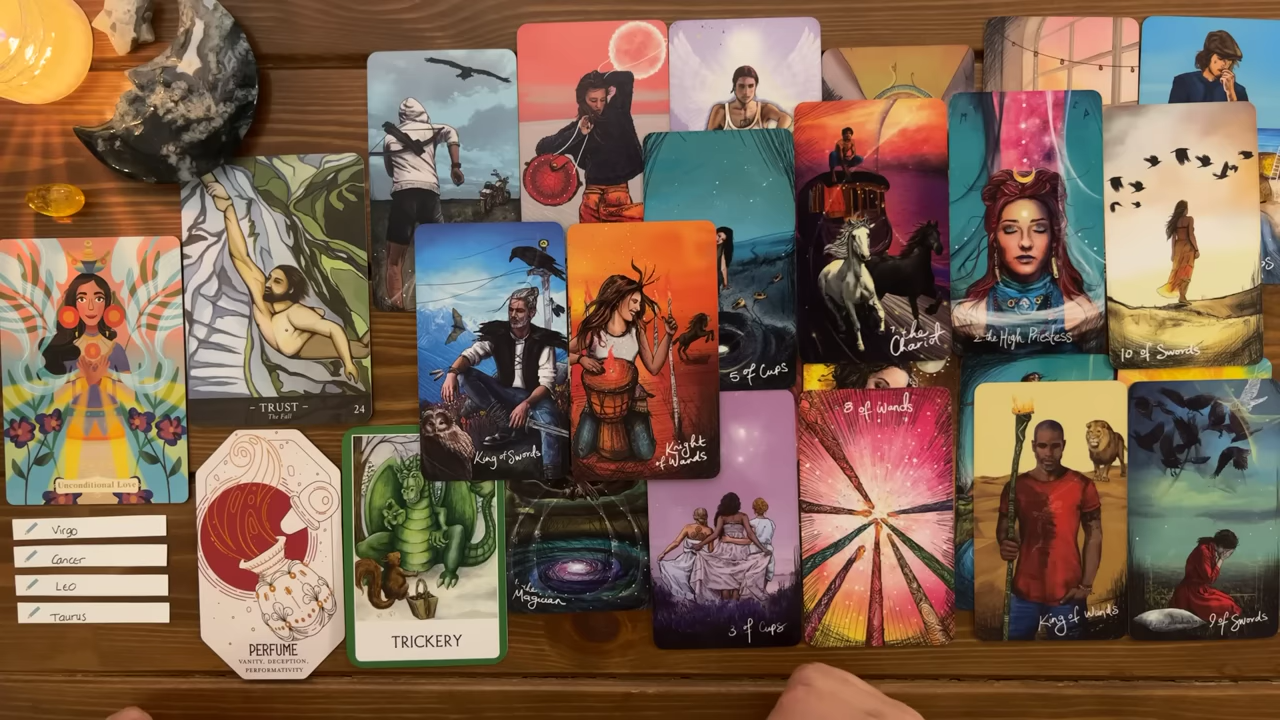 - TRUST -
The Fall
24
Unconditional Love
Virgo
Cancer
LEO
Taurus
PERFUME
VANITY, DECEPTION,
PERFORMATIVITY
TRICKERY
King of Swords
Knight
of Wands
5 of Cups
7. the
Chariot
2 the High Priestess
10 of Swords
1. the
Magician
3 of Cups
8 of Wands
King of Wands
9 of Swords